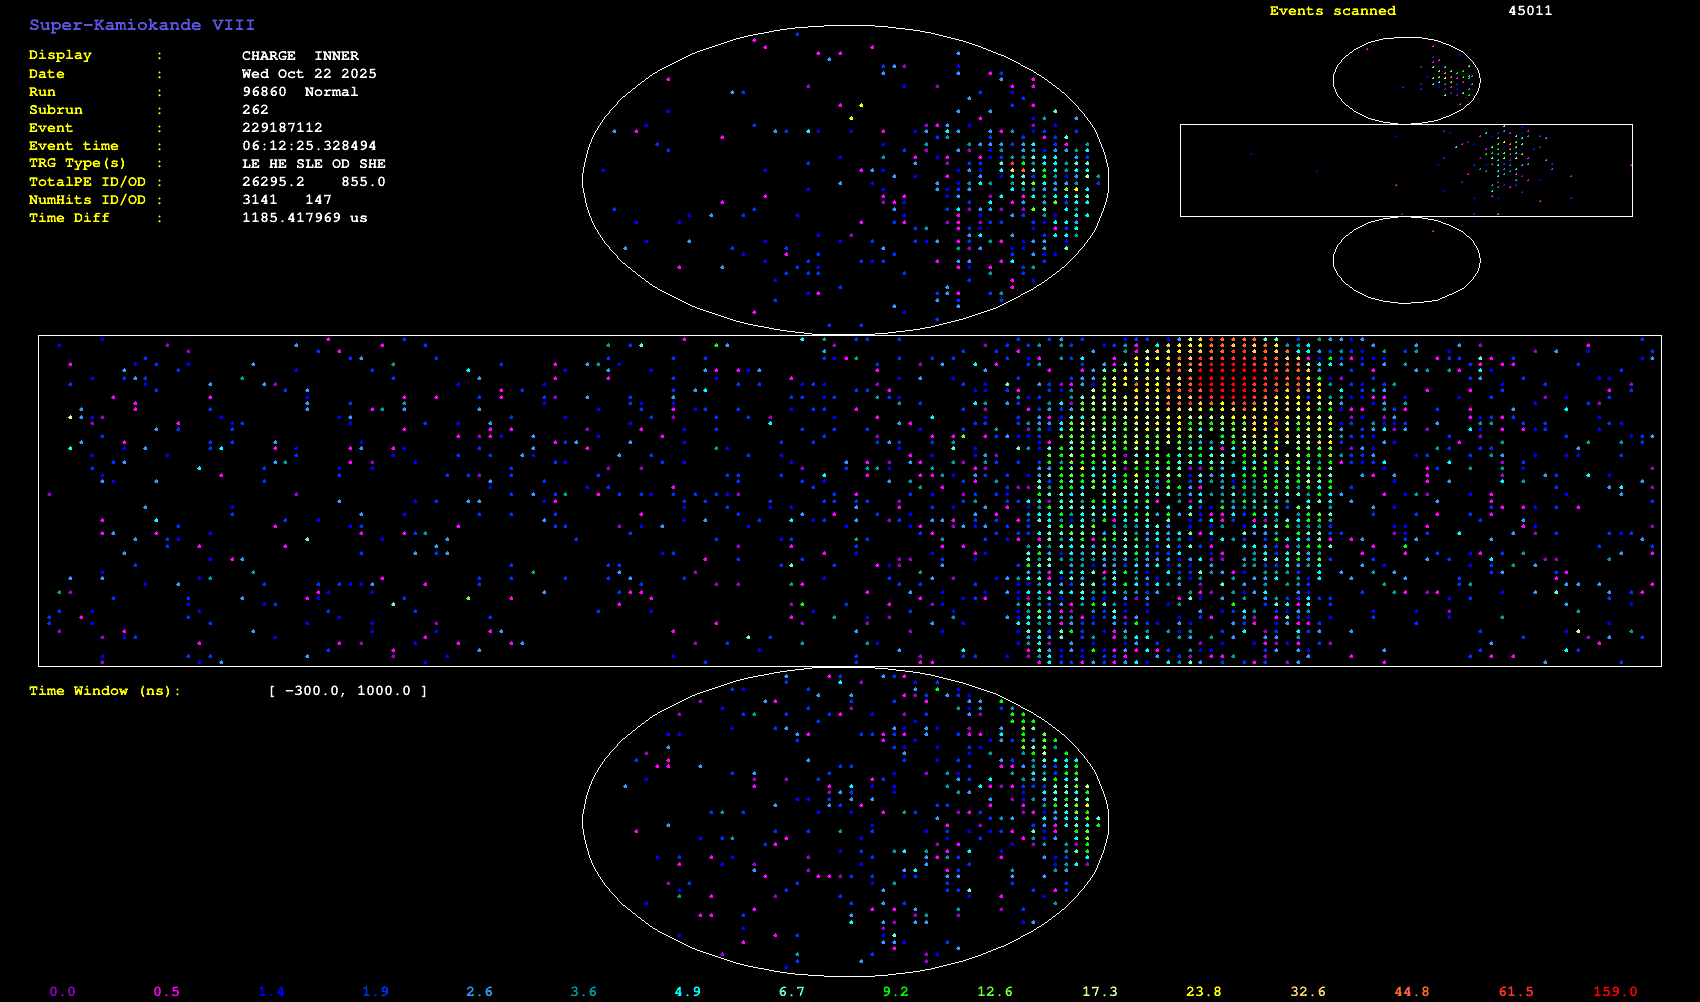 Super-Kamiokande VIII
Display : CHARGE INNER
Date : Wed Oct 22 2025
Run : 96860 Normal
Subrun : 262
Event : 229187112
Event time : 06:12:25.328494
TRG Type(s) : LE HE SLE OD SHE
TotalPE ID/OD : 26295.2 855.0
NumHits ID/OD : 3141 147
Time Diff : 1185.417969 us
Events scanned 45011
Time Window (ns): [ -300.0, 1000.0 ]
0.0 0.5 1.4 1.9 2.6 3.6 4.9 6.7 9.2 12.6 17.3 23.8 32.6 44.8 61.5 159.0